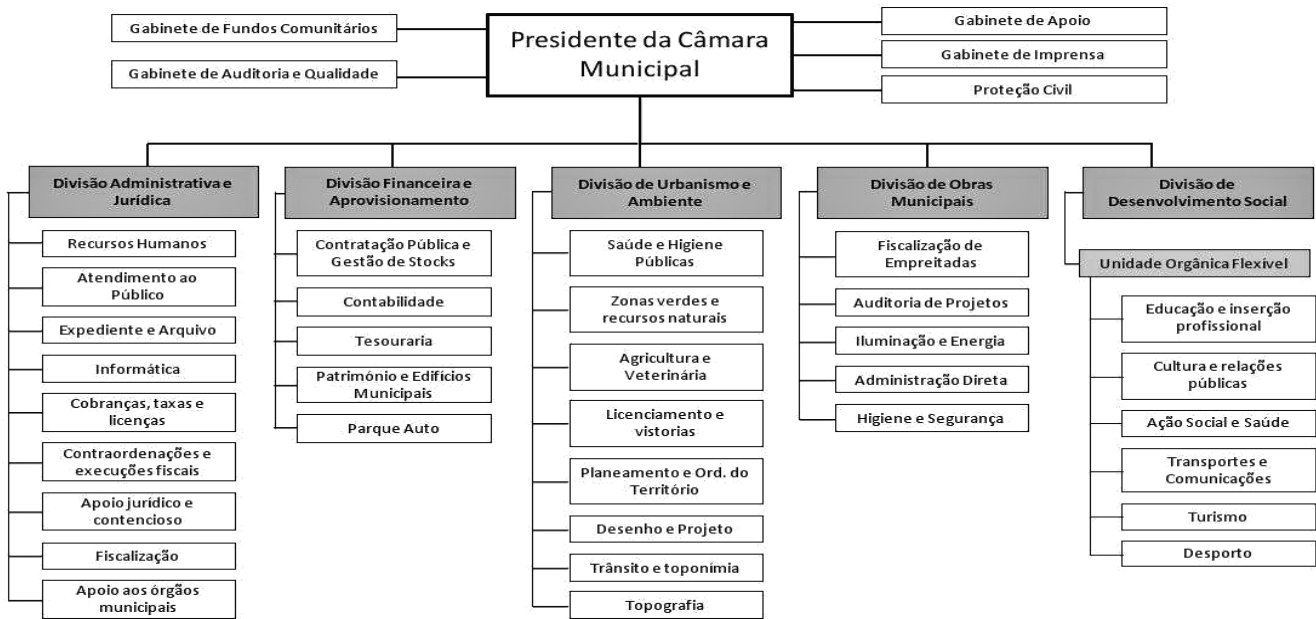 Gabinete de Fundos Comunitários
Gabinete de Auditoria e Qualidade
Presidente da Câmara
Municipal
Gabinete de Apoio
Gabinete de Imprensa
Proteção Civil
Divisão Administrativa e
Jurídica
Recursos Humanos
Atendimento ao
Público
Expediente e Arquivo
Informática
Cobranças, taxas e
licenças
Contraordenações e
execuções fiscais
Apoio jurídico e
contencioso
Fiscalização
Apoio aos órgãos
municipais
Divisão Financeira e
Aprovisionamento
Contratação Pública e
Gestão de Stocks
Contabilidade
Tesouraria
Património e Edifícios
Municipais
Parque Auto
Divisão de Urbanismo e
Ambiente
Saúde e Higiene
Públicas
Zonas verdes e
recursos naturais
Agricultura e
Veterinária
Licenciamento e
vistorias
Planeamento e Ord. do
Território
Desenho e Projeto
Trânsito e toponímia
Topografia
Divisão de Obras
Municipais
Fiscalização de
Empreitadas
Auditoria de Projetos
Iluminação e Energia
Administração Direta
Higiene e Segurança
Divisão de
Desenvolvimento Social
Unidade Orgânica Flexível
Educação e inserção
profissional
Cultura e relações
públicas
Ação Social e Saúde
Transportes e
Comunicações
Turismo
Desporto